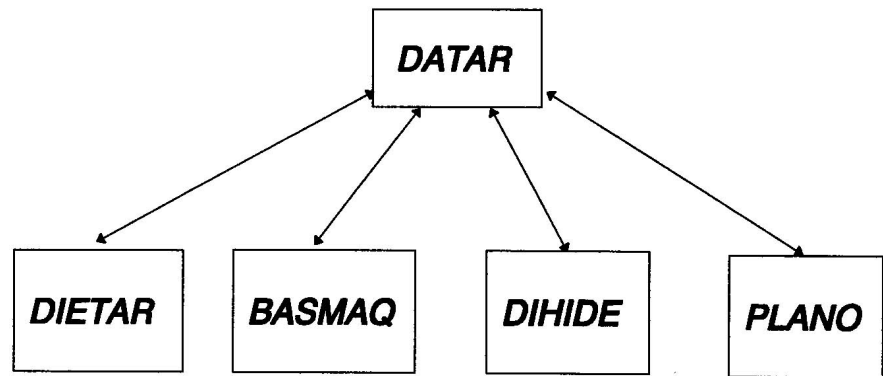 DATAR
DIETAR
BASMAQ
DIHIDE
PLANO